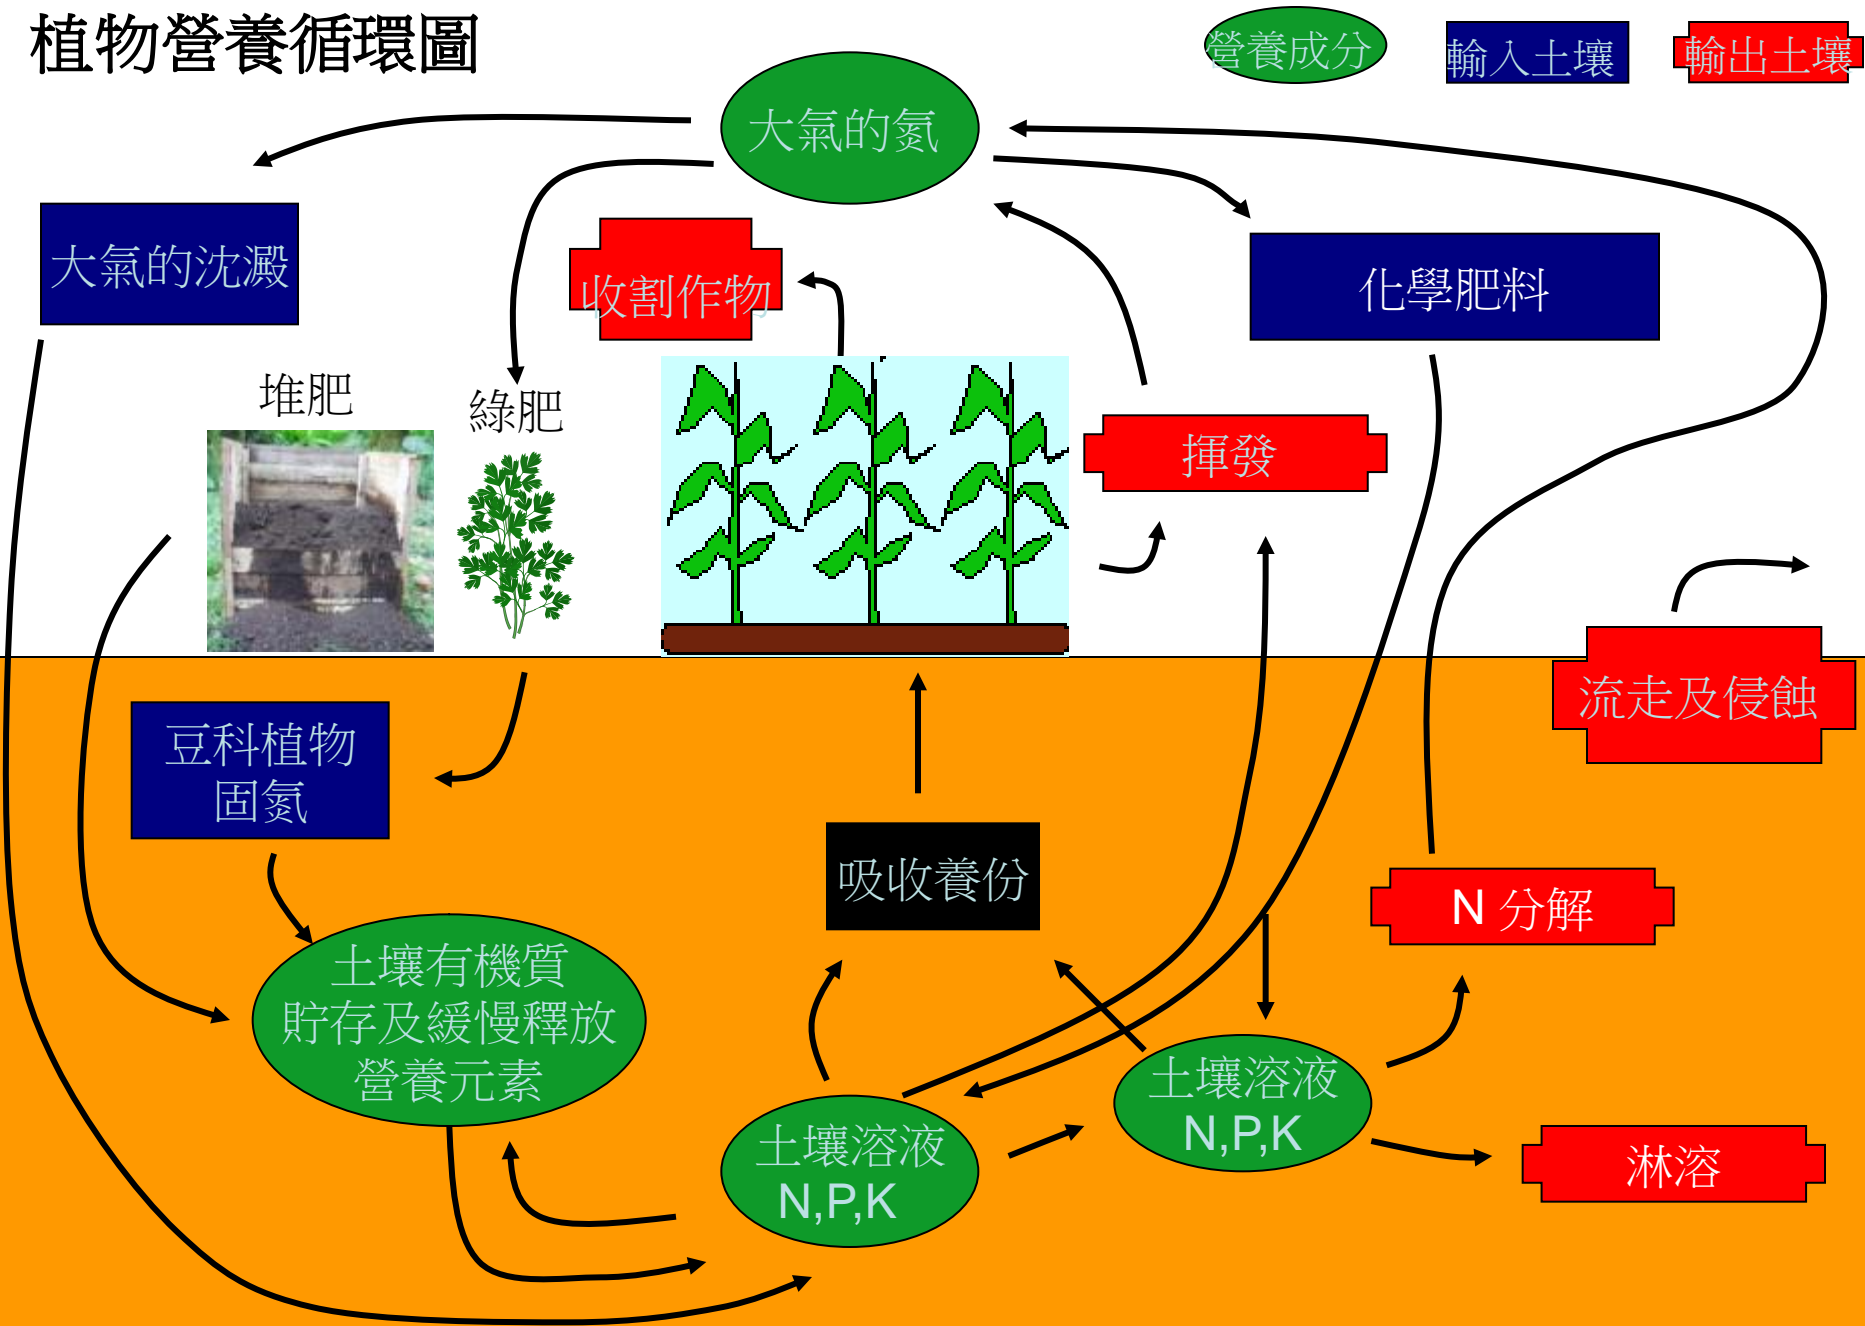 植物營養循環圖
營養成分
輸入土壤
輸出土壤
大氣的氮
大氣的沈澱
收割作物
化學肥料
堆肥
綠肥
揮發
流走及侵蝕
豆科植物
固氮
吸收養份
N 分解
土壤有機質
貯存及緩慢釋放
營養元素
土壤溶液
N,P,K
土壤溶液
N,P,K
淋溶